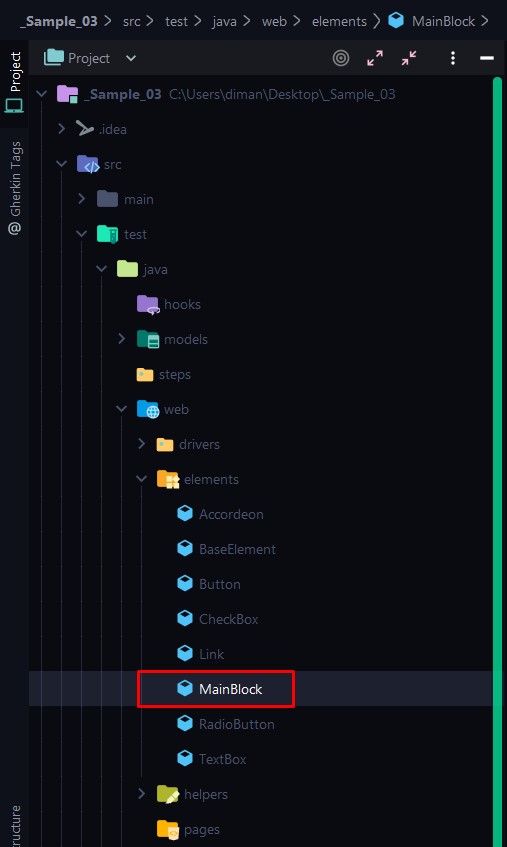 _Sample_03 > src > test > java > web > elements > MainBlock >
Project
Project
_Sample_03 C:\Users\diman\Desktop\_Sample_03
.idea
Gherkin Tags
src
main
test
java
hooks
models
steps
web
drivers
elements
Accordeon
BaseElement
Button
CheckBox
Link
MainBlock
RadioButton
TextBox
helpers
ructure
pages